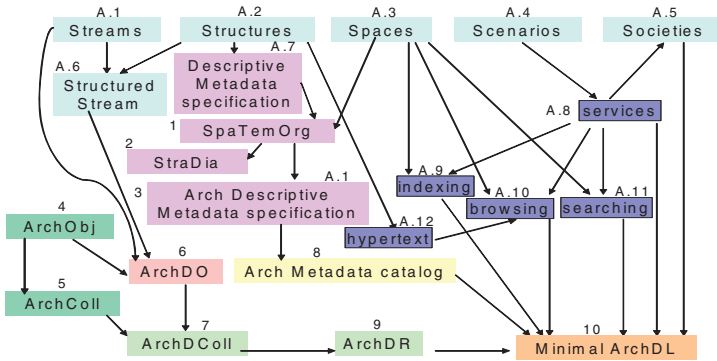 A.1 A.2 A.3 A.4 A.5
Streams Structures Spaces Scenarios Societies
A.7
A.6
Descriptive
Metadata
specification
Structured
Stream
A.8 services
1
SpaTemOrg
2
StraDia
A.9
indexing
A.1
3
Arch Descriptive
Metadata specification
A.10
browsing
A.11
searching
4
ArchObj
A.12
hypertext
6
ArchDO
8
Arch Metadata catalog
5
ArchColl
7
ArchDColl
9
ArchDR
10
Minimal ArchDL